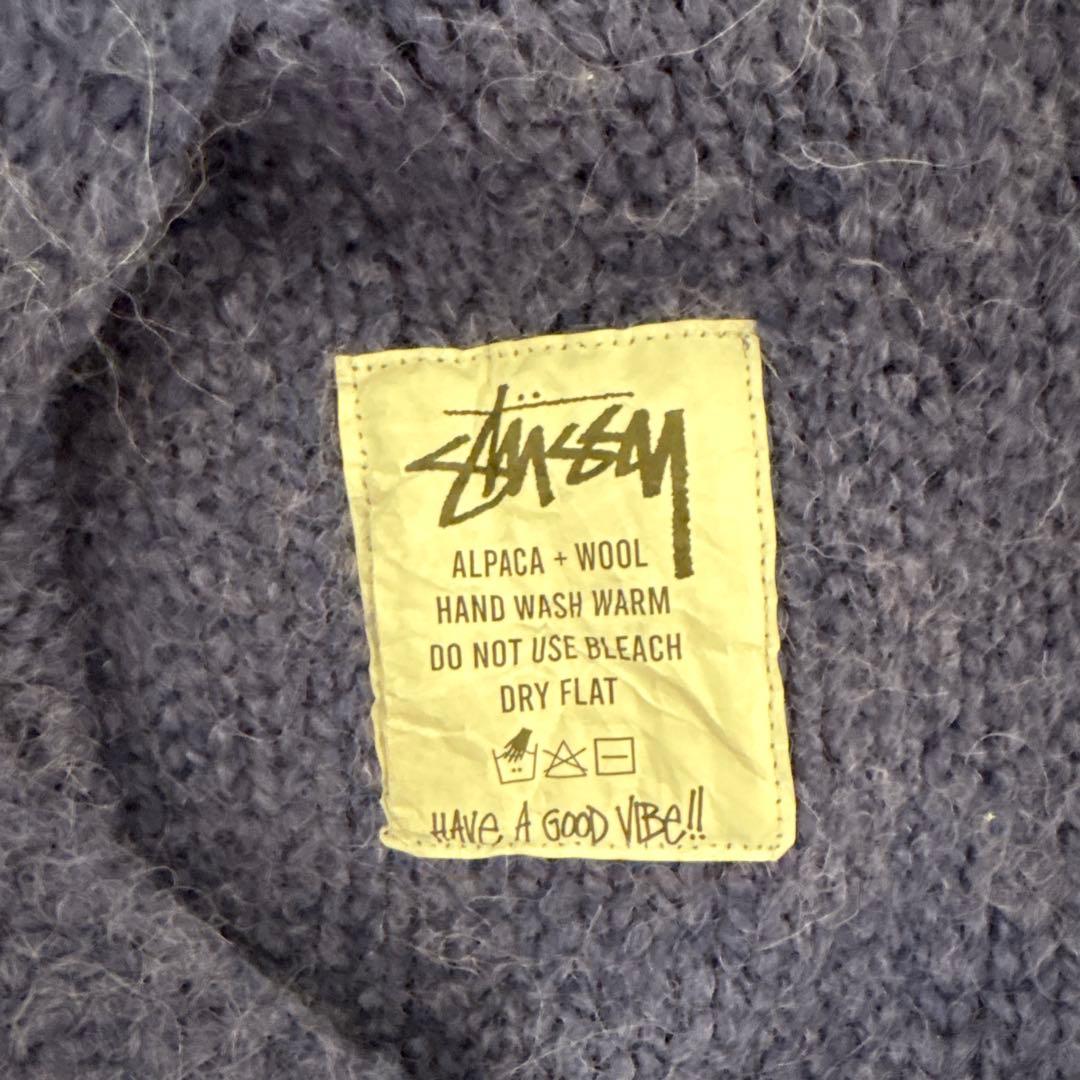 Stüssy
ALPACA + WOOL
HAND WASH WARM
DO NOT USE BLEACH
DRY FLAT
HAVE A GOOD VIBE!!